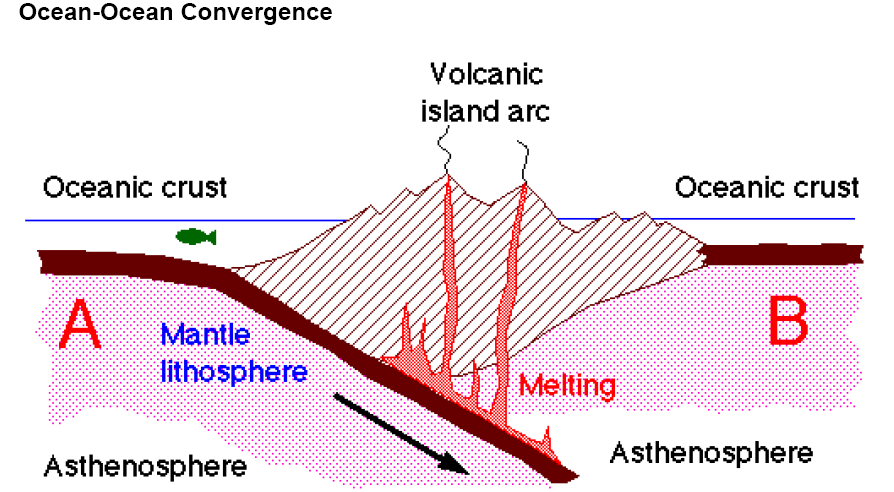 Ocean-Ocean Convergence
Volcanic
island arc
Oceanic crust
Oceanic crust
A
B
Mantle
lithosphere
Melting
Asthenosphere
Asthenosphere